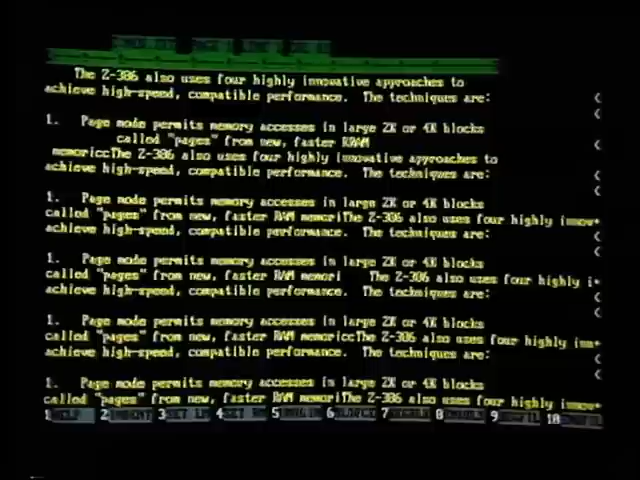 The Z-386 also uses four highly innovative approaches to
achieve high-speed, compatible performance.  The techniques are: <
<
1.   Page mode permits memory accesses in large 2K or 4K blocks
called "pages" from new, faster RRAM <
memoriccThe Z-386 also uses four highly innovative approaches to
achieve high-speed, compatible performance.  The techniques are: <
<
1.   Page mode permits memory accesses in large 2K or 4K blocks
called "pages" from new, faster RAM memoriThe Z-386 also uses four highly innov+
achieve high-speed, compatible performance.  The techniques are: <
<
1.   Page mode permits memory accesses in large 2K or 4K blocks
called "pages" from new, faster RAM memori     The Z-386 also uses four highly i+
achieve high-speed, compatible performance.  The techniques are: <
<
1.   Page mode permits memory accesses in large 2K or 4K blocks
called "pages" from new, faster RAM memoriccThe Z-386 also uses four highly inn+
achieve high-speed, compatible performance.  The techniques are: <
<
1.   Page mode permits memory accesses in large 2K or 4K blocks
called "pages" from new, faster RAM memoriThe Z-386 also uses four highly innov+
1 2 3 4 5 6 7 8 9 10